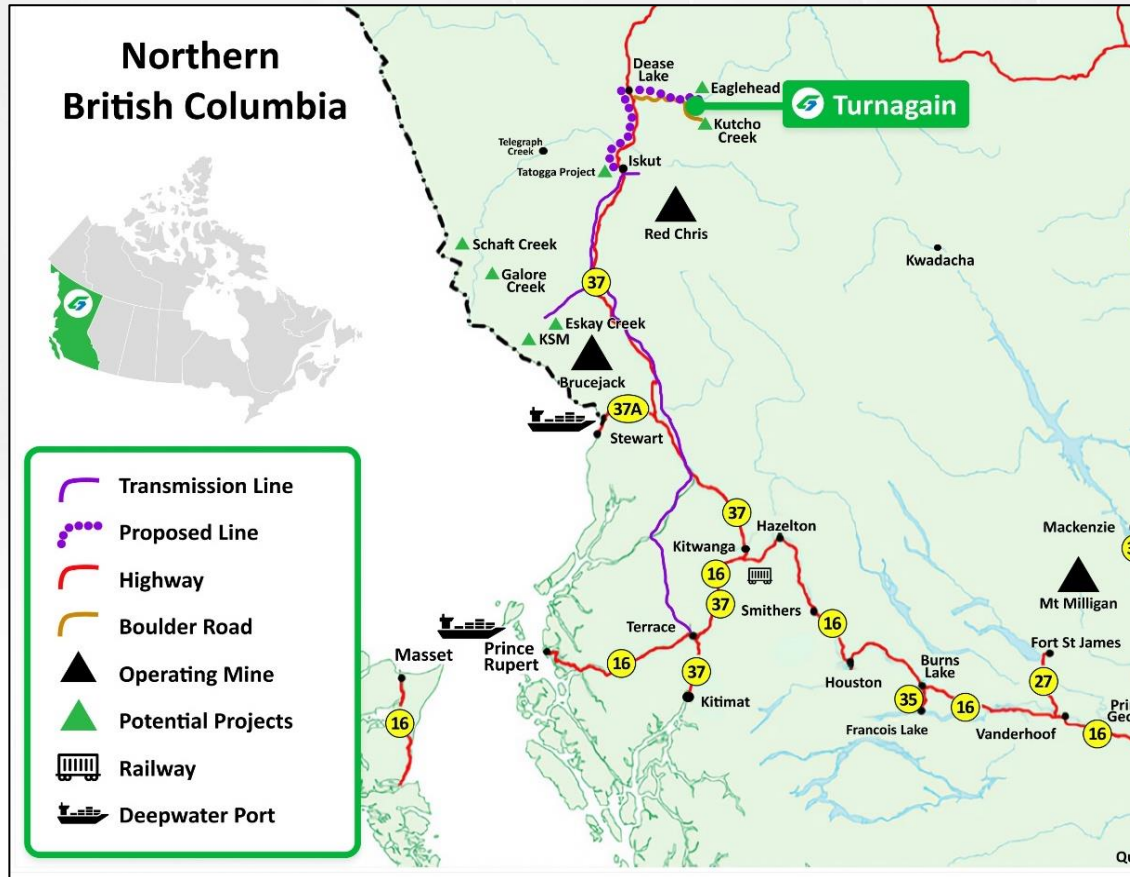 Northern
British Columbia
Dease
Lake
Eaglehead
Turnagain
Kutcho
Creek
Telegraph
Creek
Iskut
Tatogga Project
Red Chris
Schaft Creek
Kwadacha
Galore
Creek
37
Eskay Creek
KSM
Brucejack
37A
Stewart
Transmission Line
Proposed Line
Highway
Boulder Road
Operating Mine
Potential Projects
Railway
Deepwater Port
37
Hazelton
Mackenzie
Kitwanga
16
37
Smithers
Mt Milligan
16
Terrace
Prince
Rupert
16
37
Masset
16
Kitimat
Houston
Burns
Lake
35
Francois Lake
16
Fort St James
27
Vanderhoof
16